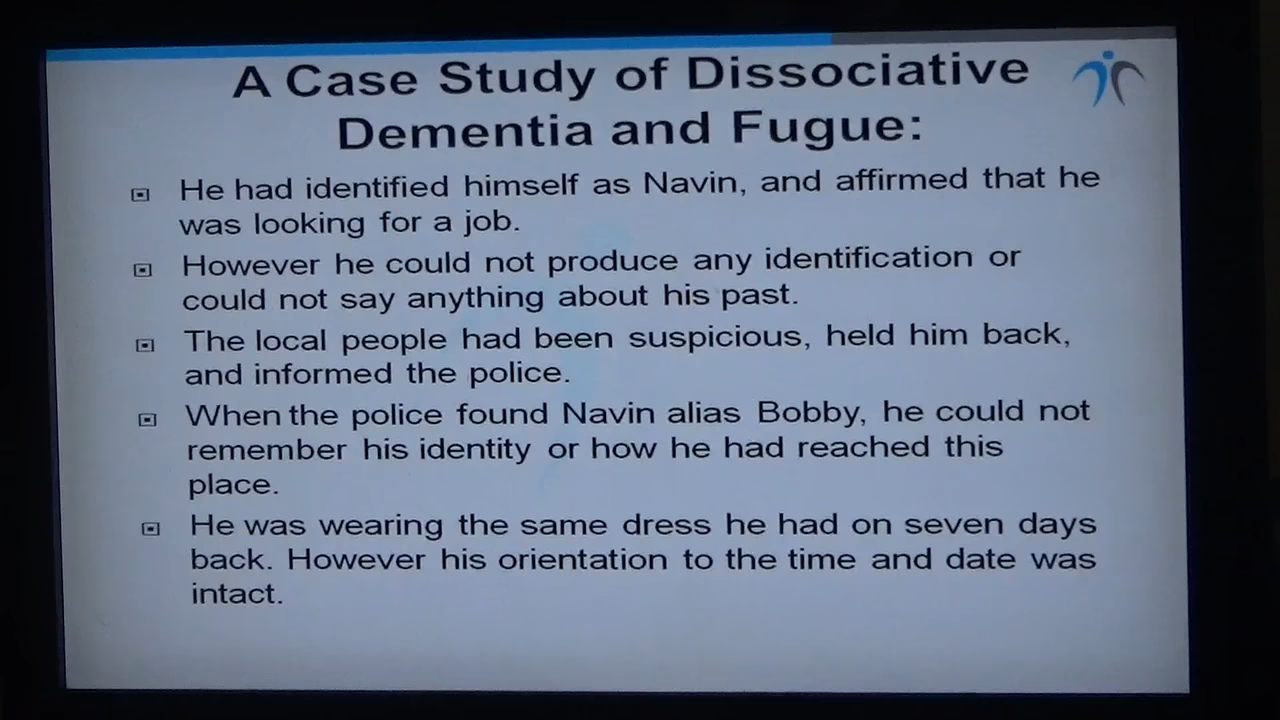 A Case Study of Dissociative
Dementia and Fugue:
He had identified himself as Navin, and affirmed that he
was looking for a job.
However he could not produce any identification or
could not say anything about his past.
The local people had been suspicious, held him back,
and informed the police.
When the police found Navin alias Bobby, he could not
remember his identity or how he had reached this
place.
He was wearing the same dress he had on seven days
back. However his orientation to the time and date was
intact.